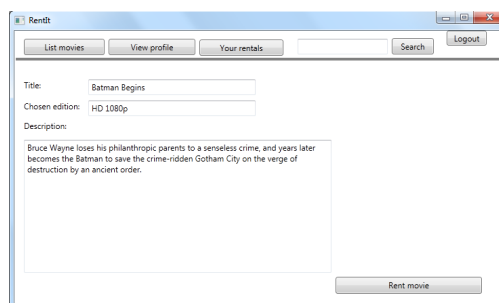 RentIt
Logout
List movies View profile Your rentals Search
Title: Batman Begins
Chosen edition: HD 1080p
Description:
Bruce Wayne loses his philanthropic parents to a senseless crime, and years later
becomes the Batman to save the crime-ridden Gotham City on the verge of
destruction by an ancient order.
Rent movie